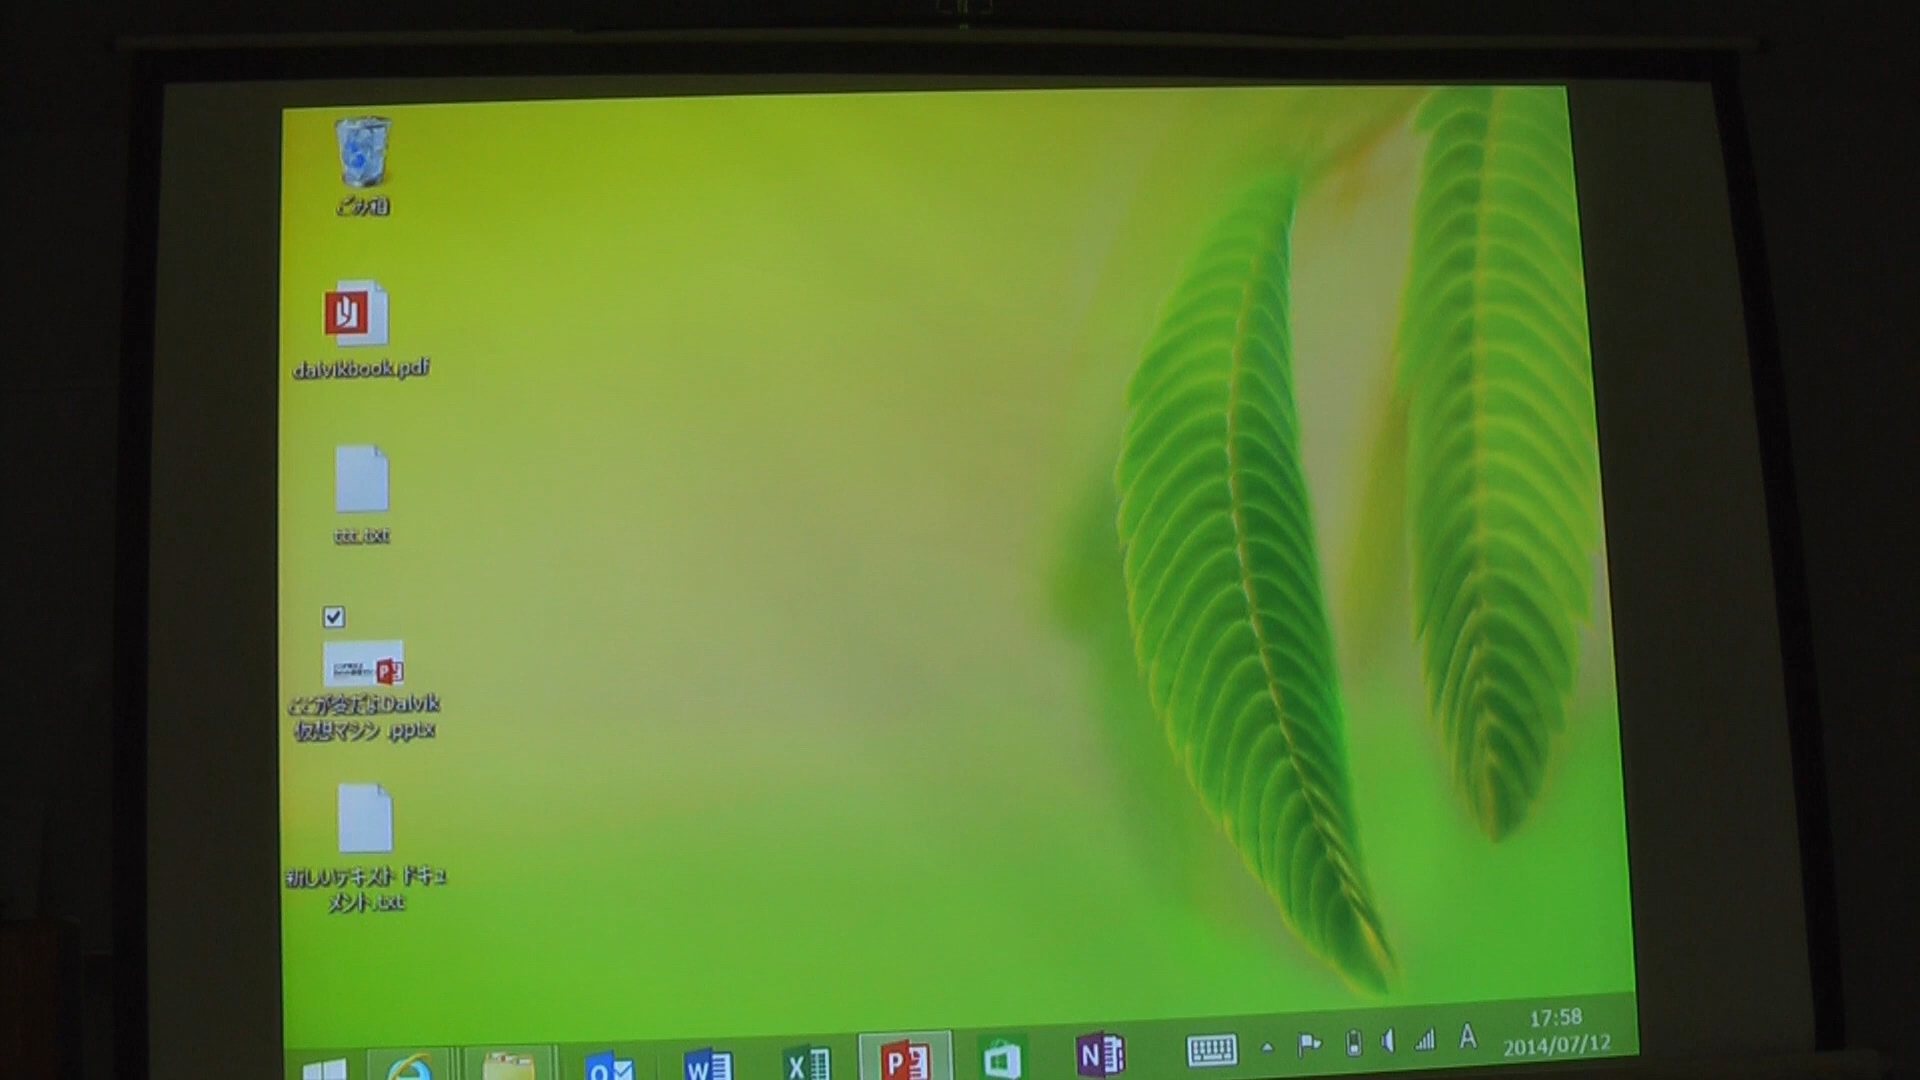 ごみ箱
dalvikbook.pdf
ttt.txt
ここが変だよDalvik
仮想マシン .pptx
新しいテキスト ドキュ
メント.txt
A
17:58
2014/07/12